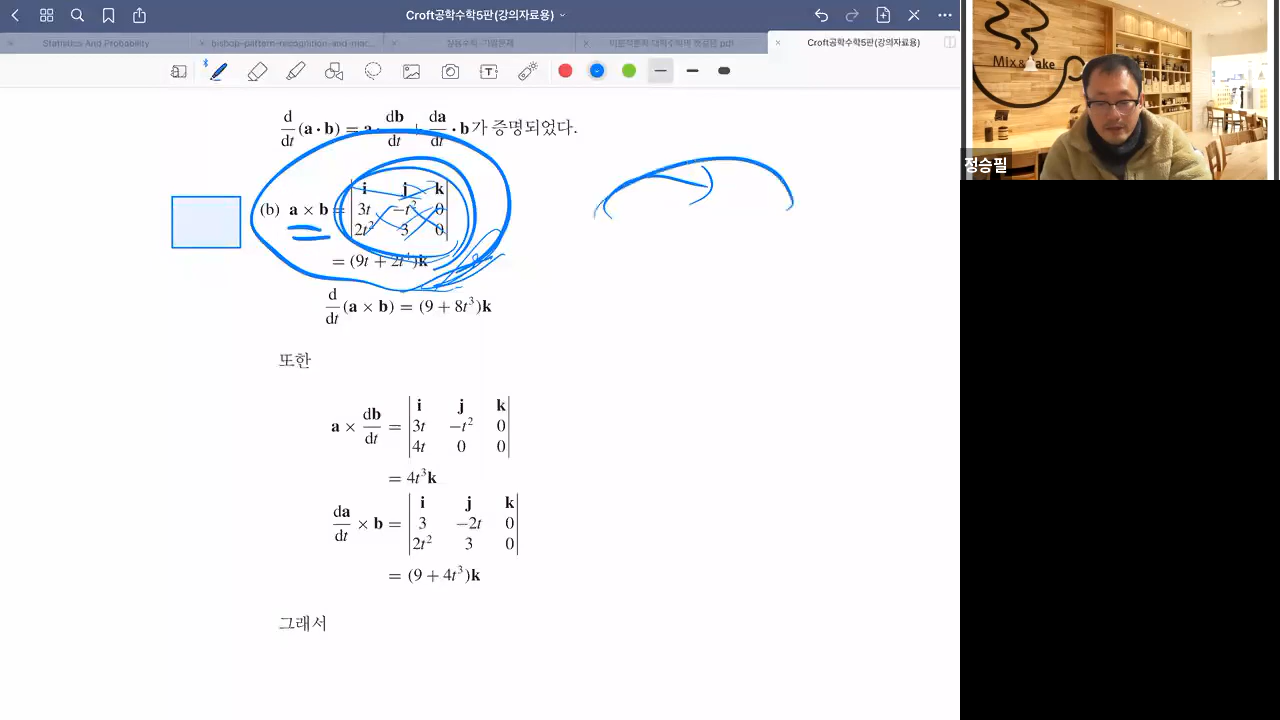 Croft공학수학5판(강의자료용)
Statistics And Probability
bishop-pattern-recognition-and-mac...
Croft공학수학5판(강의자료용)
Mix & Bake
정승필
d/dt (a • b) = a • db/dt + da/dt • b가 증명되었다.
(b) a × b = | i j k |
| 3t −t² 0 |
| 2t² 3 0 |
= (9t + 2t⁴)k
d/dt (a × b) = (9 + 8t³)k
또한
a × db/dt = | i j k |
| 3t −t² 0 |
| 4t 0 0 |
= 4t³k
da/dt × b = | i j k |
| 3 −2t 0 |
| 2t² 3 0 |
= (9 + 4t³)k
그래서